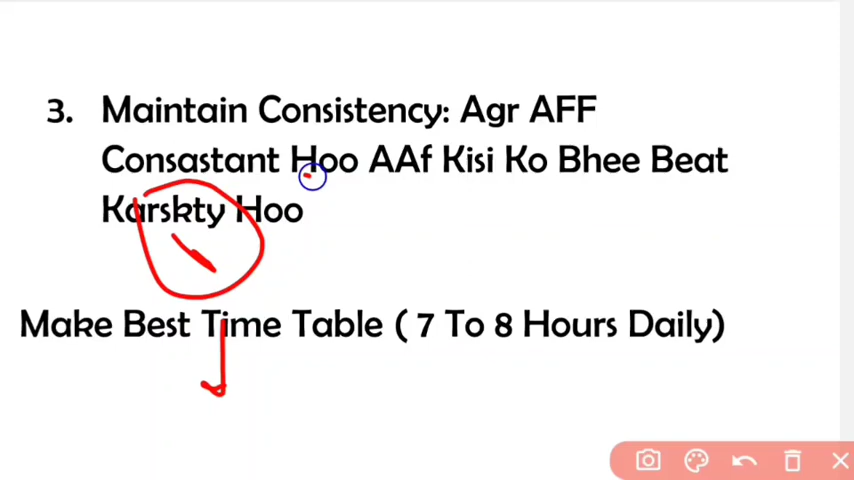 3. Maintain Consistency: Agr AFF
Consastant Hoo AAf Kisi Ko Bhee Beat
Karskty Hoo
Make Best Time Table ( 7 To 8 Hours Daily)